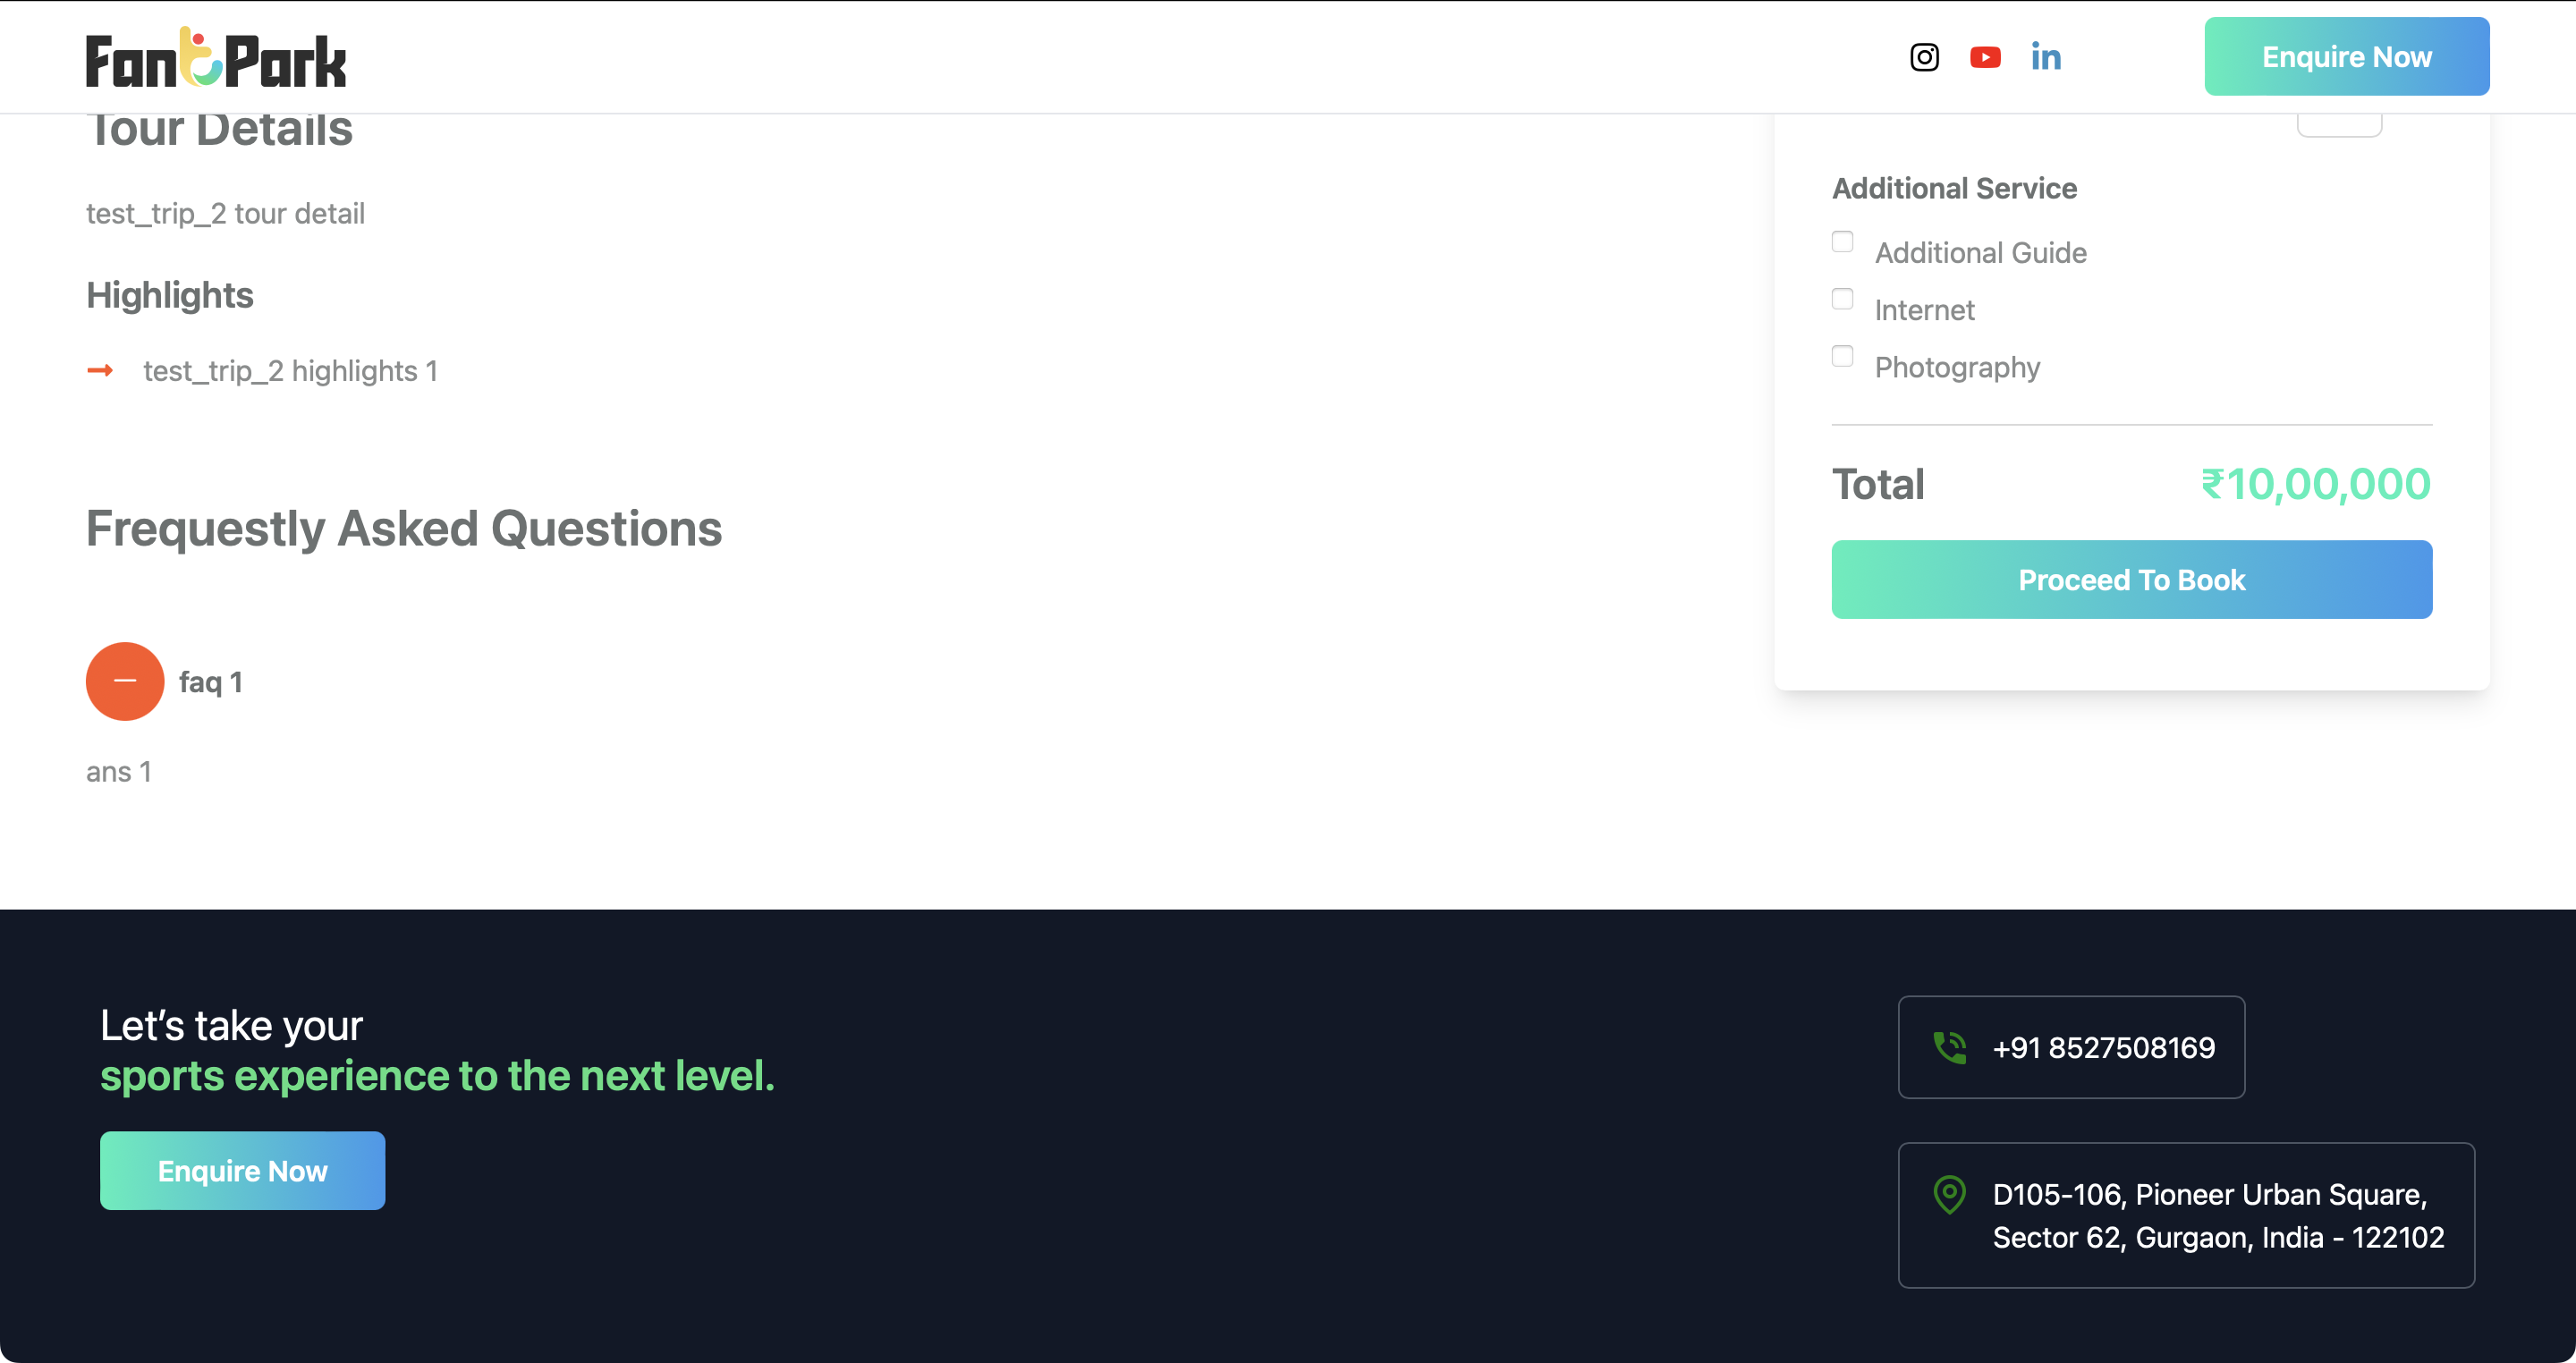 FantPark
Enquire Now
Tour Details
test_trip_2 tour detail
Highlights
test_trip_2 highlights 1
Frequestly Asked Questions
faq 1
ans 1
Additional Service
Additional Guide
Internet
Photography
Total ₹10,00,000
Proceed To Book
Let’s take your
sports experience to the next level.
Enquire Now
+91 8527508169
D105-106, Pioneer Urban Square,
Sector 62, Gurgaon, India - 122102